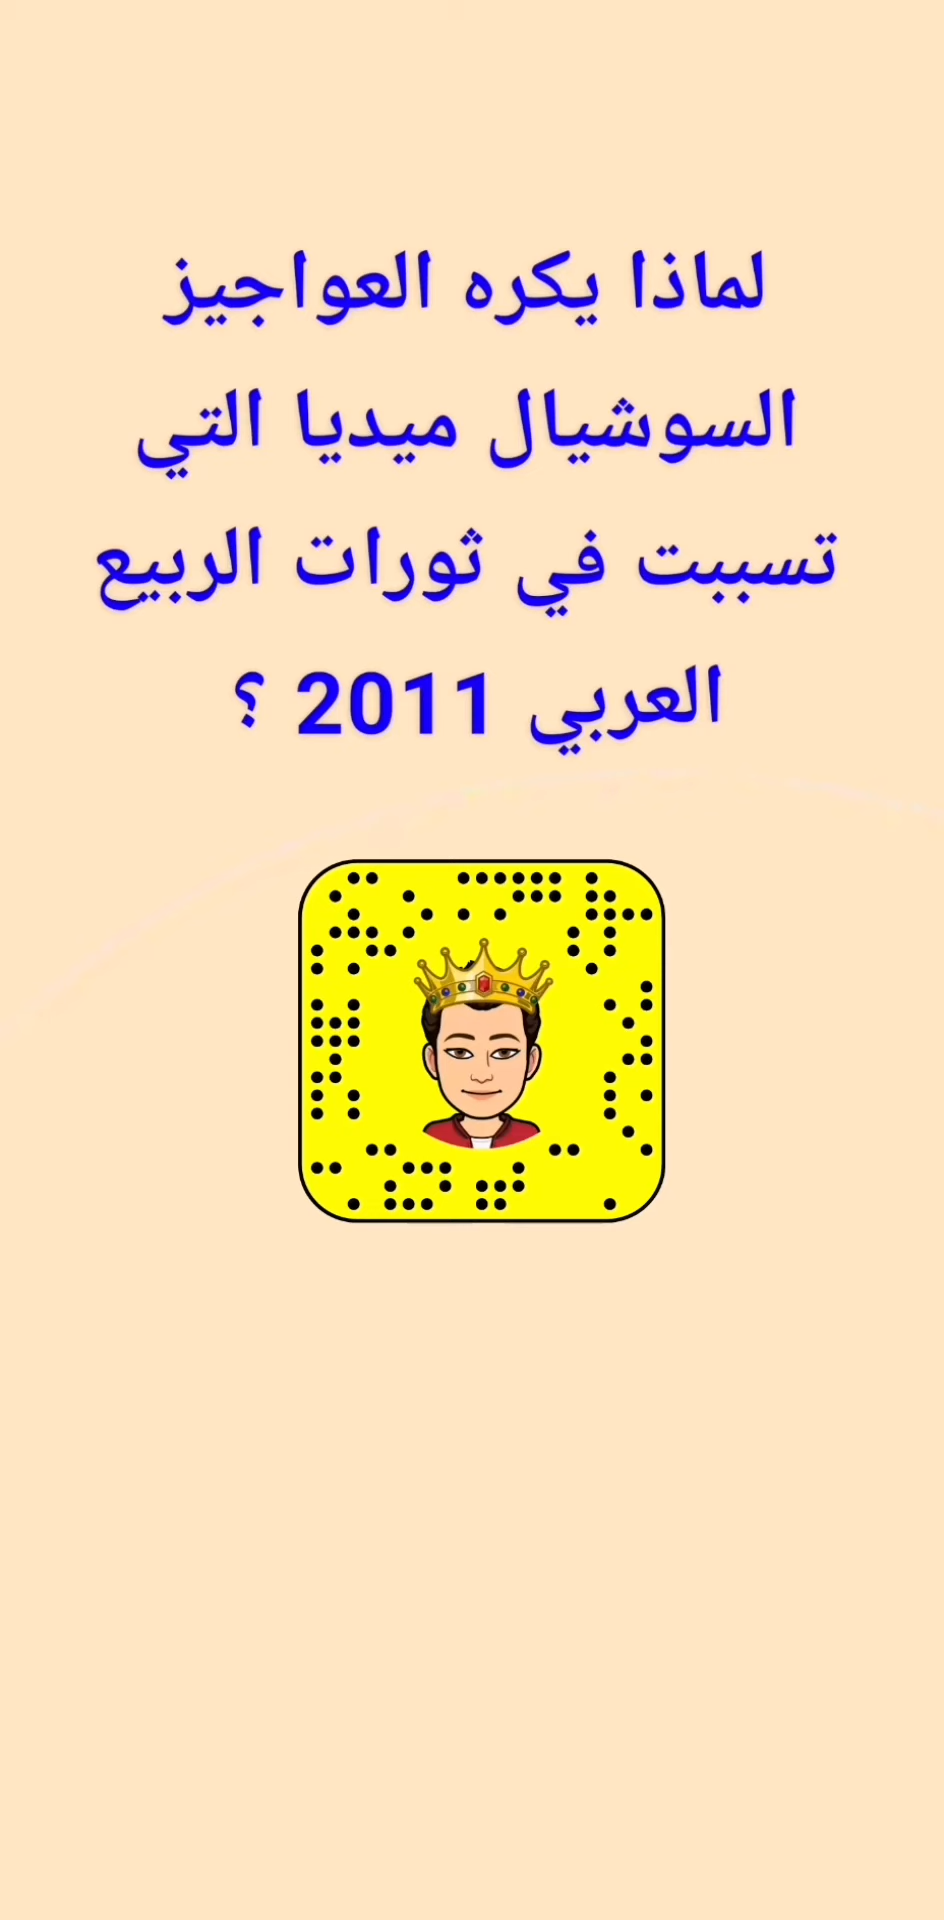 لماذا يكره العواجيز
السوشيال ميديا التي
تسببت في ثورات الربيع
العربي 2011 ؟